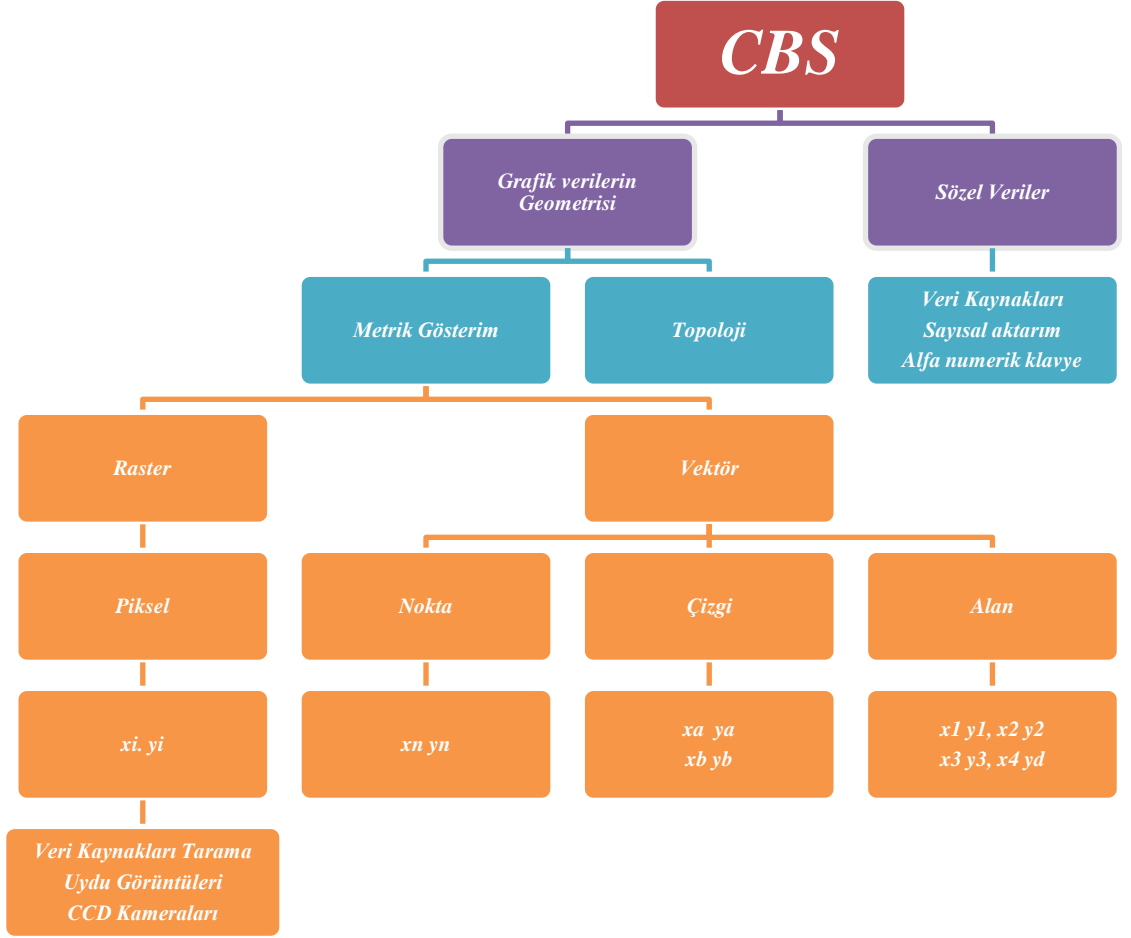 CBS
Grafik verilerin
Geometrisi
Sözel Veriler
Metrik Gösterim
Topoloji
Veri Kaynakları
Sayısal aktarım
Alfa numerik klavye
Raster
Vektör
Piksel
Nokta
Çizgi
Alan
xi. yi
xn yn
xa ya
xb yb
x1 y1, x2 y2
x3 y3, x4 yd
Veri Kaynakları Tarama
Uydu Görüntüleri
CCD Kameraları